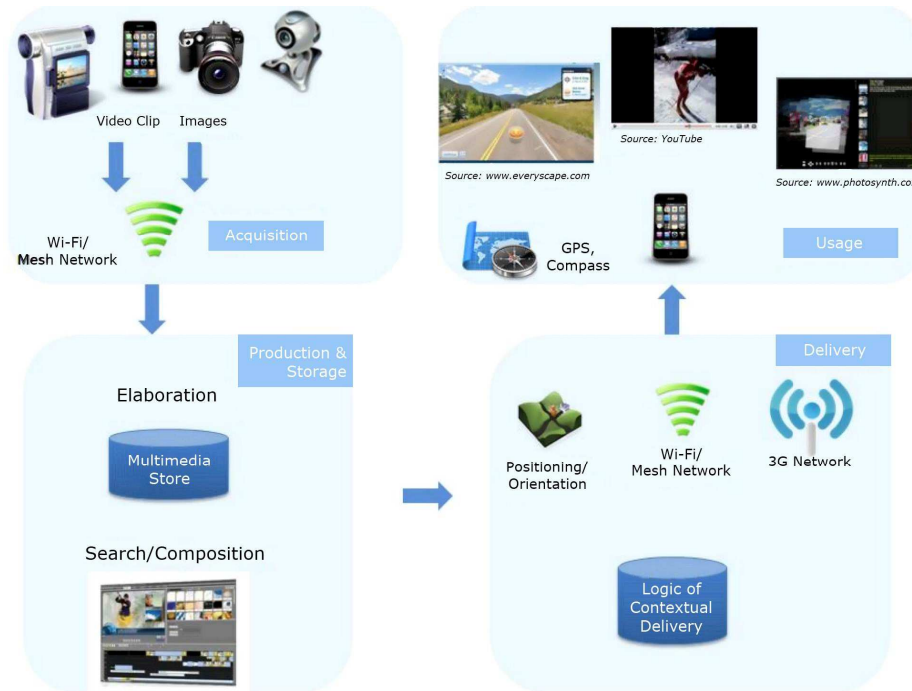 Video Clip
Images
Wi-Fi/
Mesh Network
Acquisition
Source: www.everyscape.com
Source: YouTube
Source: www.photosynth.co
GPS,
Compass
Usage
Production &
Storage
Elaboration
Multimedia
Store
Search/Composition
Delivery
Positioning/
Orientation
Wi-Fi/
Mesh Network
3G Network
Logic of
Contextual
Delivery